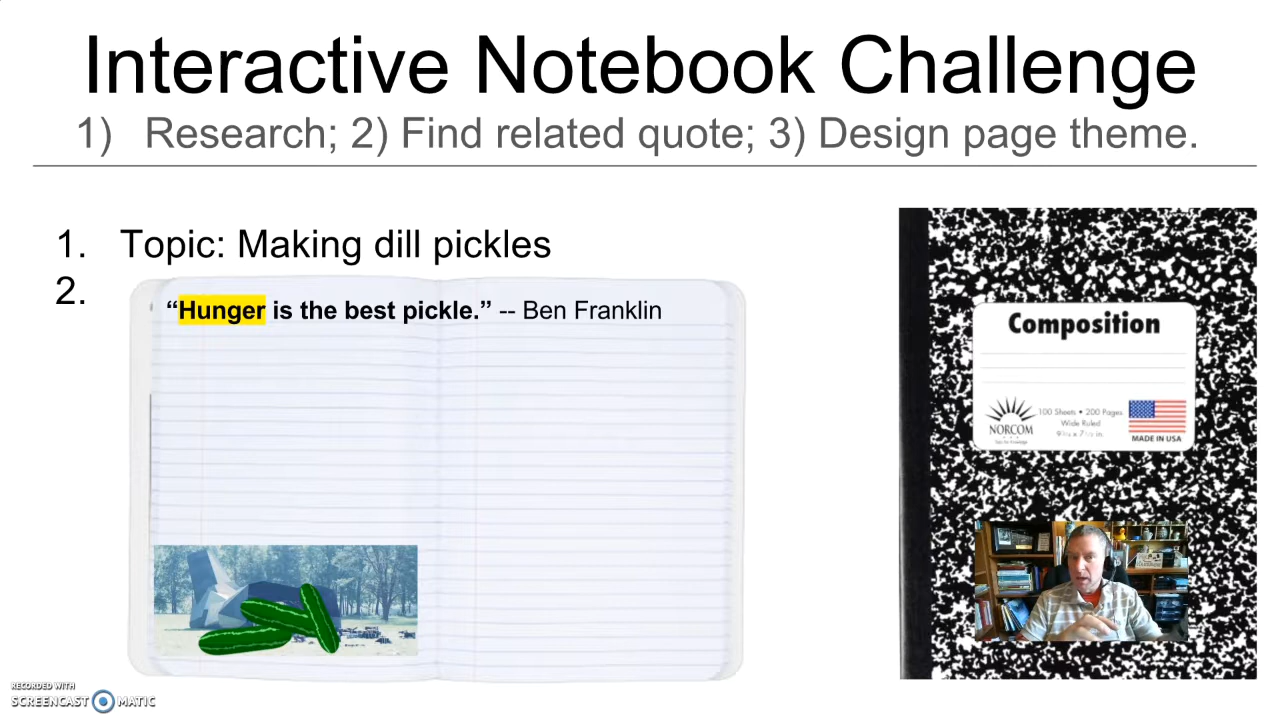 Interactive Notebook Challenge
1) Research; 2) Find related quote; 3) Design page theme.
1. Topic: Making dill pickles
2.
“Hunger is the best pickle.” -- Ben Franklin
Composition
100 Sheets • 200 Pages
Wide Ruled
NORCOM
MADE IN USA
RECORDED WITH
SCREENCAST MATIC